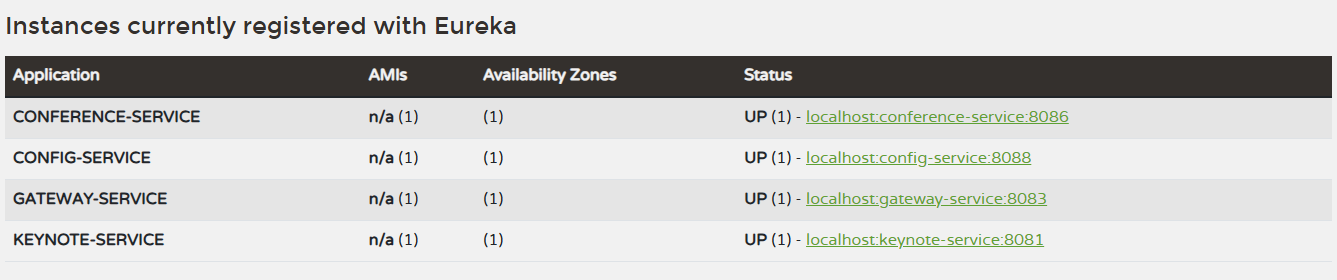 Instances currently registered with Eureka
Application AMIs Availability Zones Status
CONFERENCE-SERVICE n/a (1) (1) UP (1) - localhost:conference-service:8086
CONFIG-SERVICE n/a (1) (1) UP (1) - localhost:config-service:8088
GATEWAY-SERVICE n/a (1) (1) UP (1) - localhost:gateway-service:8083
KEYNOTE-SERVICE n/a (1) (1) UP (1) - localhost:keynote-service:8081